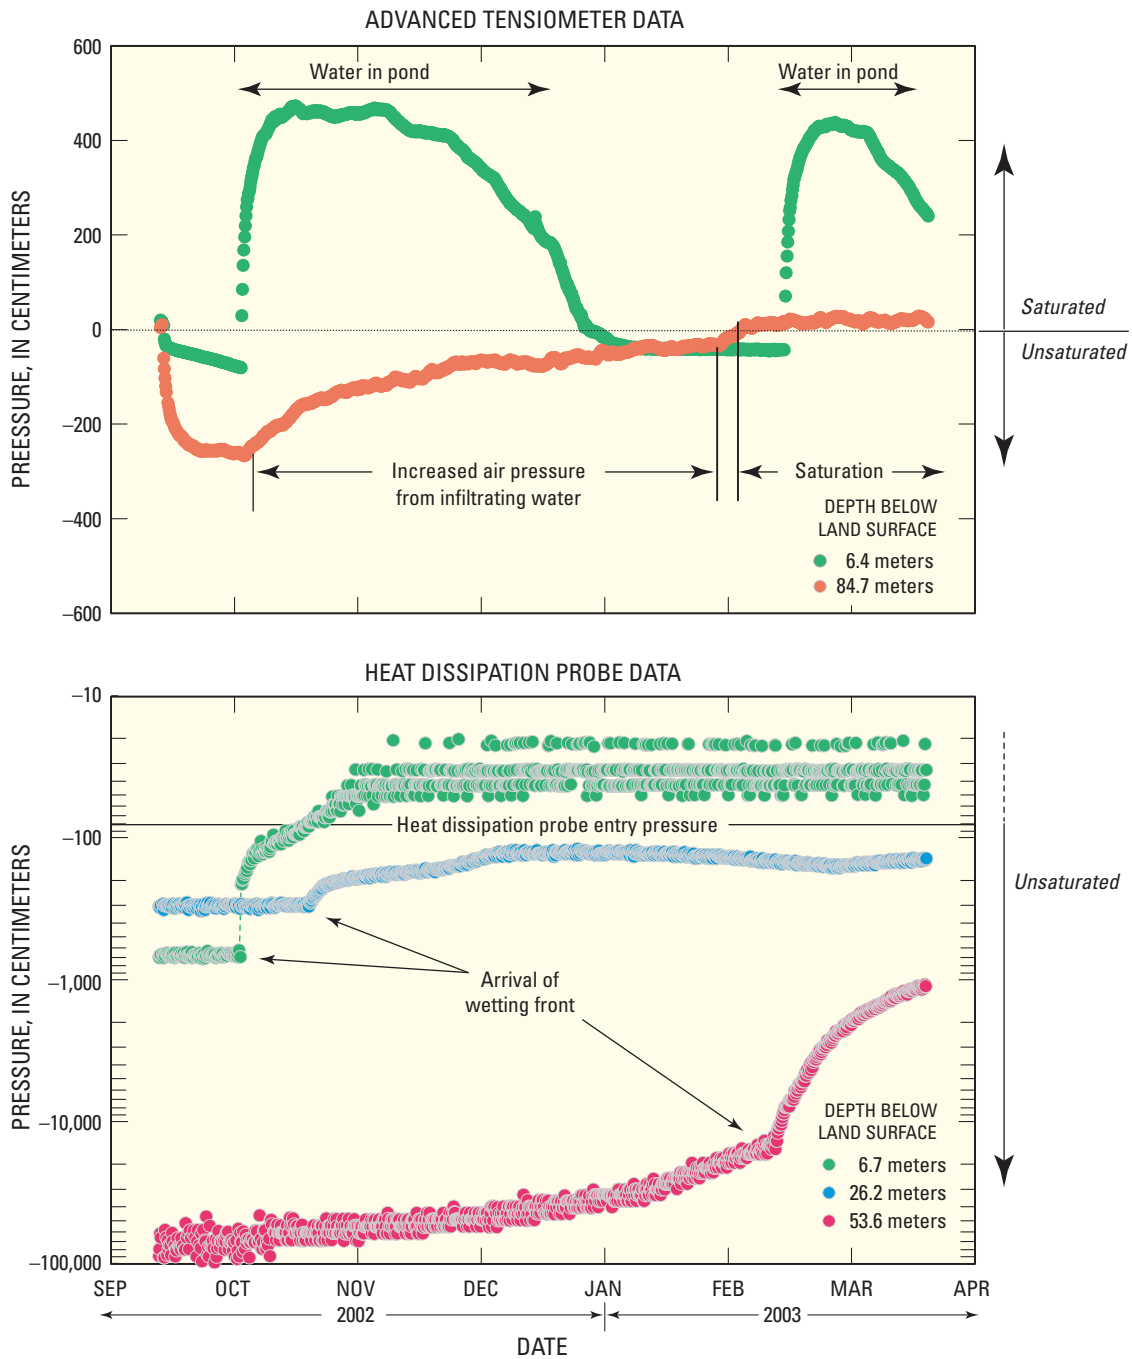 ADVANCED TENSIOMETER DATA
600
400
200
0
–200
–400
–600
PREESSURE, IN CENTIMETERS
Water in pond
Water in pond
Saturated
Unsaturated
Increased air pressure
from infiltrating water
Saturation
DEPTH BELOW
LAND SURFACE
6.4 meters
84.7 meters
HEAT DISSIPATION PROBE DATA
–10
–100
–1,000
–10,000
–100,000
PRESSURE, IN CENTIMETERS
Heat dissipation probe entry pressure
Unsaturated
Arrival of
wetting front
DEPTH BELOW
LAND SURFACE
6.7 meters
26.2 meters
53.6 meters
SEP OCT NOV DEC JAN FEB MAR APR
2002 2003
DATE